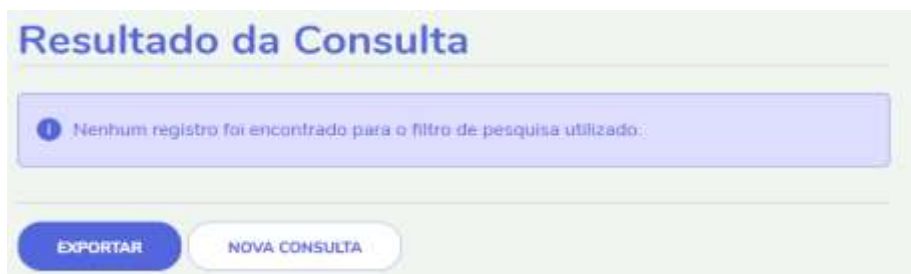 Resultado da Consulta
Nenhum registro foi encontrado para o filtro de pesquisa utilizado.
EXPORTAR NOVA CONSULTA